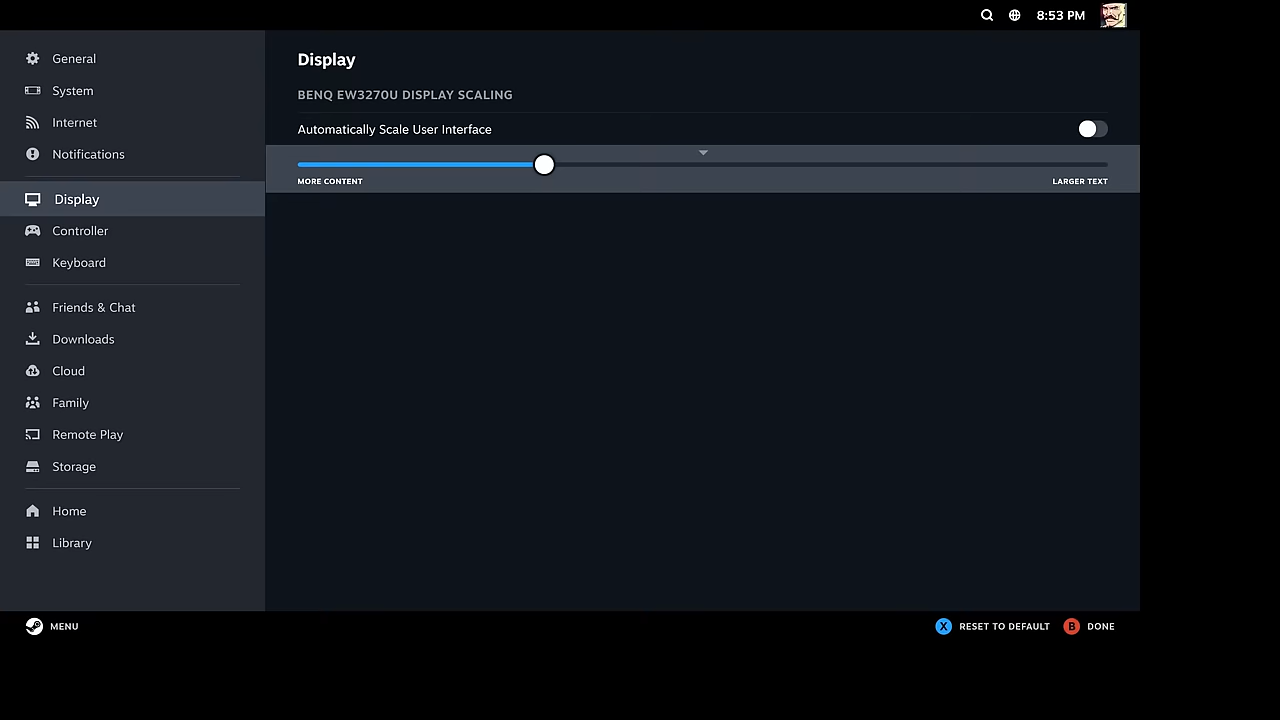 8:53 PM
General
System
Internet
Notifications
Display
Controller
Keyboard
Friends & Chat
Downloads
Cloud
Family
Remote Play
Storage
Home
Library
Display
BENQ EW3270U DISPLAY SCALING
Automatically Scale User Interface
MORE CONTENT
LARGER TEXT
MENU
X RESET TO DEFAULT
B DONE